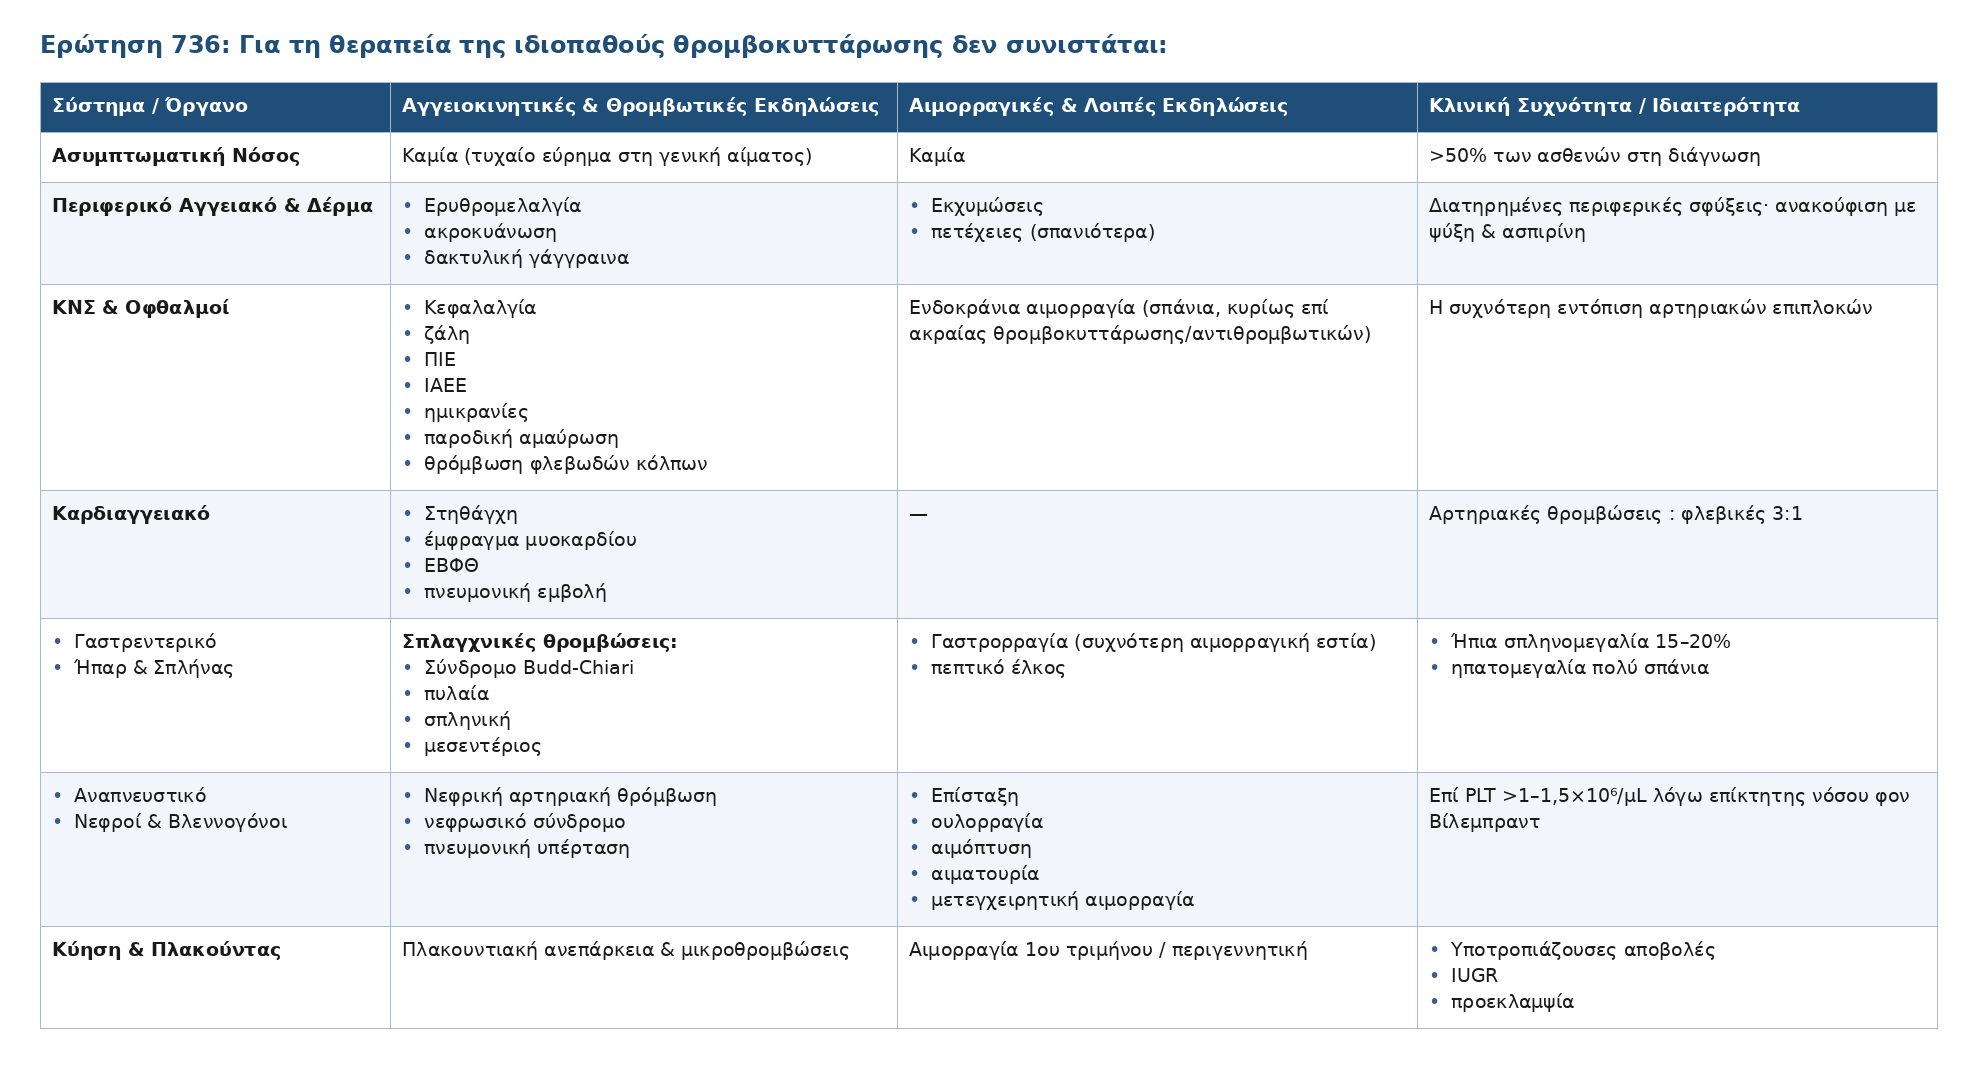 Ερώτηση 736: Για τη θεραπεία της ιδιοπαθούς θρομβοκυττάρωσης δεν συνιστάται:
Σύστημα / Όργανο
Αγγειοκινητικές & Θρομβωτικές Εκδηλώσεις
Αιμορραγικές & Λοιπές Εκδηλώσεις
Κλινική Συχνότητα / Ιδιαιτερότητα
Ασυμπτωματική Νόσος
Καμία (τυχαίο εύρημα στη γενική αίματος)
Καμία
>50% των ασθενών στη διάγνωση
Περιφερικό Αγγειακό & Δέρμα
• Ερυθρομελαλγία
• ακροκυάνωση
• δακτυλική γάγγραινα
• Εκχυμώσεις
• πετέχειες (σπανιότερα)
Διατηρημένες περιφερικές σφύξεις· ανακούφιση με
ψύξη & ασπιρίνη
ΚΝΣ & Οφθαλμοί
• Κεφαλαλγία
• ζάλη
• ΠΙΕ
• ΙΑΕΕ
• ημικρανίες
• παροδική αμαύρωση
• θρόμβωση φλεβωδών κόλπων
Ενδοκράνια αιμορραγία (σπάνια, κυρίως επί
ακραίας θρομβοκυττάρωσης/αντιθρομβωτικών)
Η συχνότερη εντόπιση αρτηριακών επιπλοκών
Καρδιαγγειακό
• Στηθάγχη
• έμφραγμα μυοκαρδίου
• ΕΒΦΘ
• πνευμονική εμβολή
—
Αρτηριακές θρομβώσεις : φλεβικές 3:1
• Γαστρεντερικό
• Ήπαρ & Σπλήνας
Σπλαγχνικές θρομβώσεις:
• Σύνδρομο Budd-Chiari
• πυλαία
• σπληνική
• μεσεντέριος
• Γαστρορραγία (συχνότερη αιμορραγική εστία)
• πεπτικό έλκος
• Ήπια σπληνομεγαλία 15–20%
• ηπατομεγαλία πολύ σπάνια
• Αναπνευστικό
• Νεφροί & Βλεννογόνοι
• Νεφρική αρτηριακή θρόμβωση
• νεφρωσικό σύνδρομο
• πνευμονική υπέρταση
• Επίσταξη
• ουλορραγία
• αιμόπτυση
• αιματουρία
• μετεγχειρητική αιμορραγία
Επί PLT >1–1,5×10⁶/μL λόγω επίκτητης νόσου φον
Βίλεμπραντ
Κύηση & Πλακούντας
Πλακουντιακή ανεπάρκεια & μικροθρομβώσεις
Αιμορραγία 1ου τριμήνου / περιγεννητική
• Υποτροπιάζουσες αποβολές
• IUGR
• προεκλαμψία